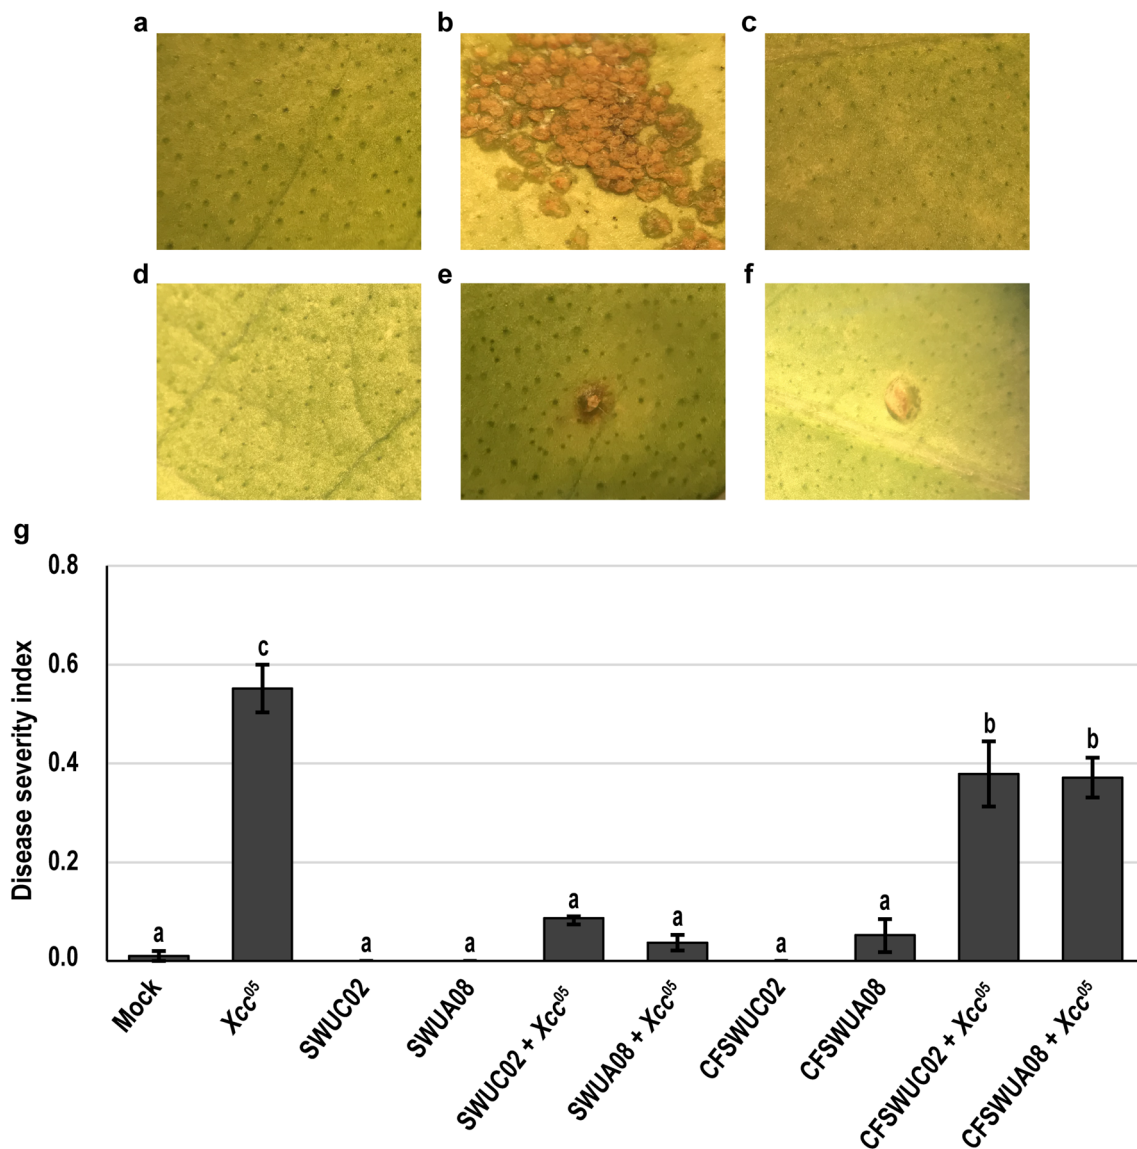 a b c
d e f
g
Disease severity index
0.8
0.6
0.4
0.2
0.0
a c a a a a a a b b
Mock
Xcc⁰⁵
SWUC02
SWUA08
SWUC02 + Xcc⁰⁵
SWUA08 + Xcc⁰⁵
CFSWUC02
CFSWUA08
CFSWUC02 + Xcc⁰⁵
CFSWUA08 + Xcc⁰⁵